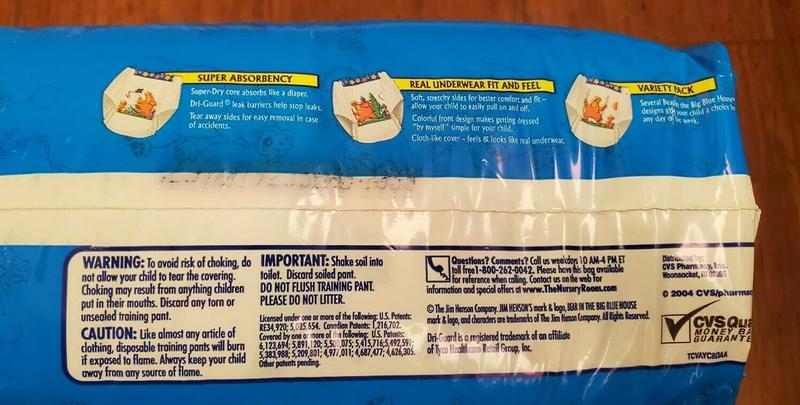 SUPER ABSORBENCY
Super-Dry core absorbs like a diaper.
Dri-Guard® leak barriers help stop leaks.
Tear away sides for easy removal in case
of accidents.
REAL UNDERWEAR FIT AND FEEL
Soft, stretchy sides for better comfort and fit –
allow your child to easily pull on and off.
Colorful front design makes getting dressed
"by myself" simple for your child.
Cloth-like cover – feels & looks like real underwear.
VARIETY PACK
Several Bear in the Big Blue House
designs your child a choice
any day of the week.
WARNING: To avoid risk of choking, do
not allow your child to tear the covering.
Choking may result from anything children
put in their mouths. Discard any torn or
unsealed training pant.
CAUTION: Like almost any article of
clothing, disposable training pants will burn
if exposed to flame. Always keep your child
away from any source of flame.
IMPORTANT: Shake soil into
toilet. Discard soiled pant.
DO NOT FLUSH TRAINING PANT.
PLEASE DO NOT LITTER.
Licensed under one or more of the following: U.S. Patents:
RE34,920; 5,085,654. Canadian Patents: 1,216,702.
Covered by one or more of the following: U.S. Patents:
6,123,694; 5,891,120; 5,500,075; 5,415,716; 5,492,591;
5,383,988; 5,209,801; 4,977,011; 4,687,477; 4,626,305.
Other patents pending.
Questions? Comments? Call us weekdays 10 AM-4 PM ET
toll free 1-800-262-0042. Please have this bag available
for reference when calling. Contact us on the web for
information and special offers at www.TheMerryRoom.com
© The Jim Henson Company. JIM HENSON'S mark & logo, BEAR IN THE BIG BLUE HOUSE
mark & logo, and characters are trademarks of The Jim Henson Company. All Rights Reserved.
Dri-Guard is a registered trademark of an affiliate
of Tyco Healthcare Retail Group, Inc.
Distributed by:
CVS Pharmacy, Inc.
Woonsocket, RI
© 2004 CVS/pharmac
CVS Quali
MONEY BA
GUARANTE
TCVAYC8GAA